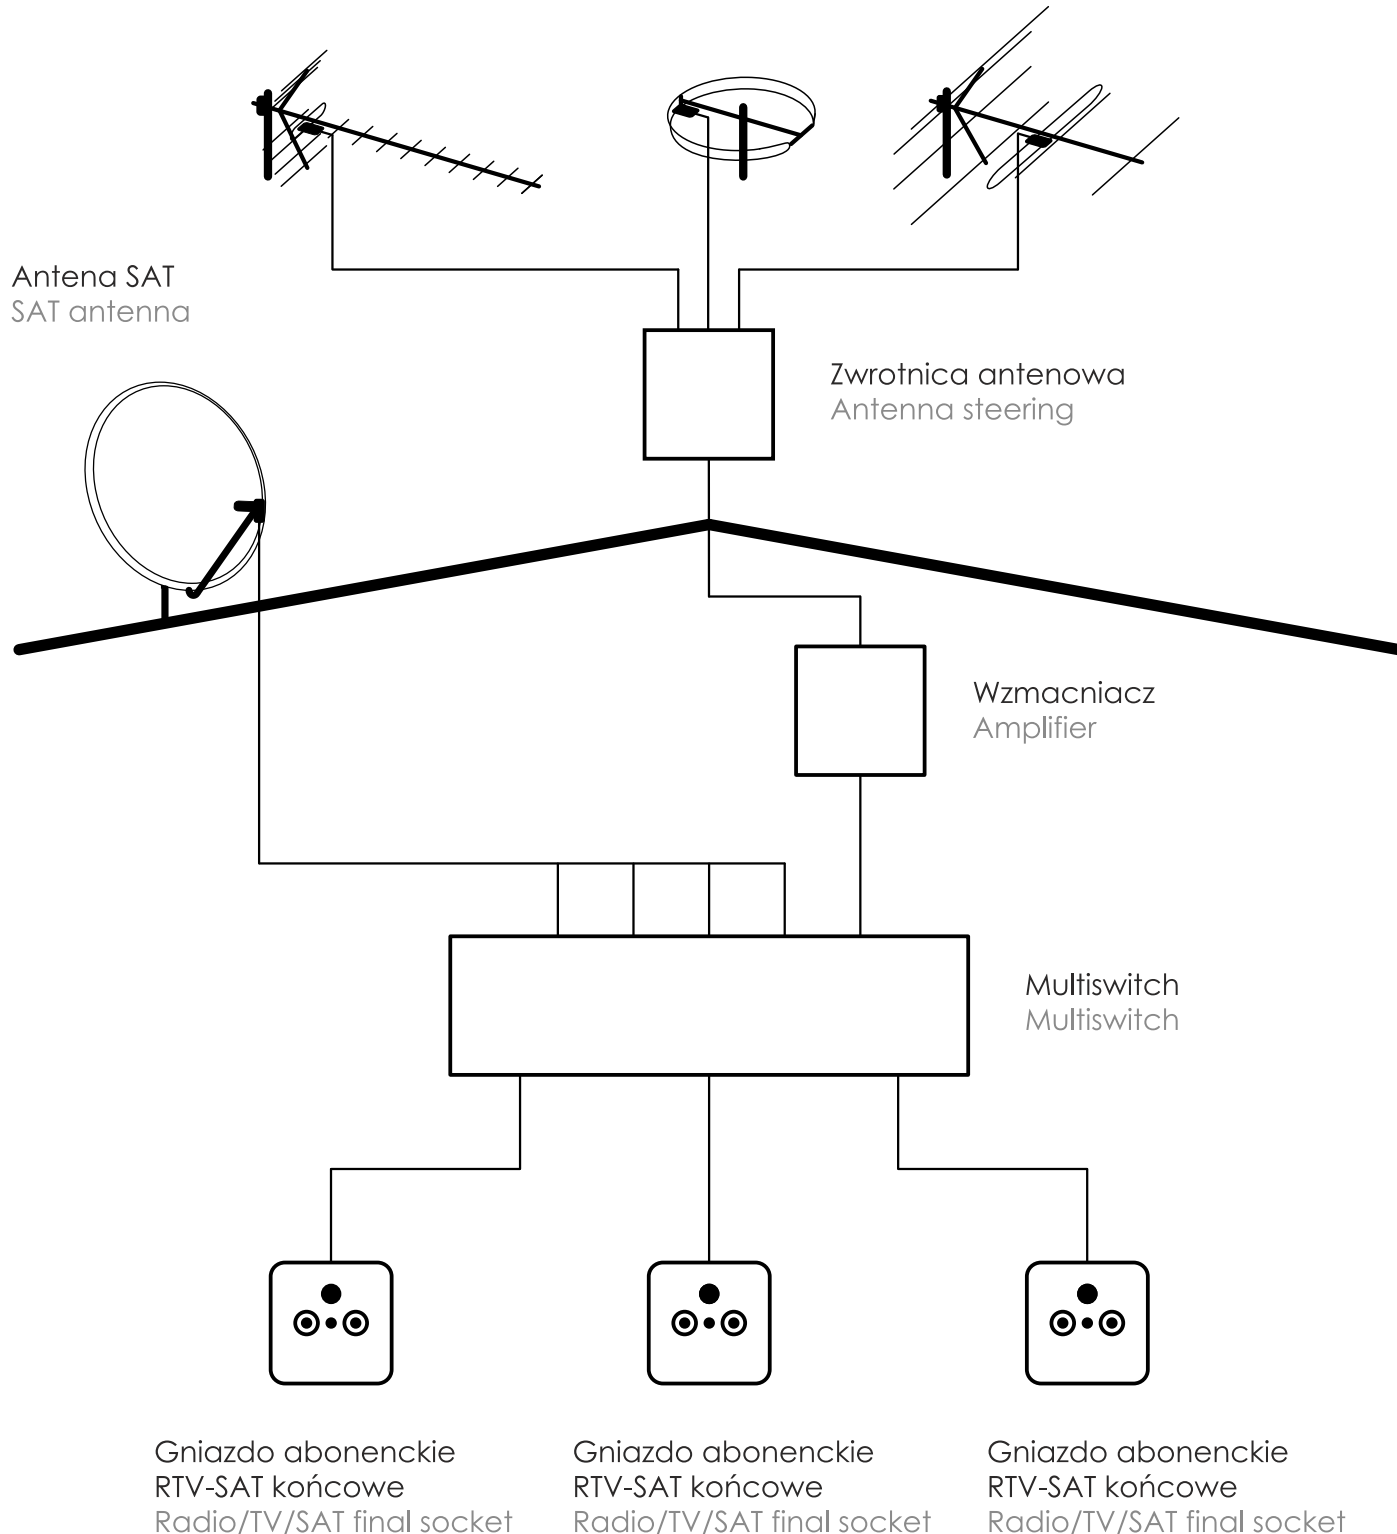 Antena SAT
SAT antenna
Zwrotnica antenowa
Antenna steering
Wzmacniacz
Amplifier
Multiswitch
Multiswitch
Gniazdo abonenckie
RTV-SAT końcowe
Radio/TV/SAT final socket
Gniazdo abonenckie
RTV-SAT końcowe
Radio/TV/SAT final socket
Gniazdo abonenckie
RTV-SAT końcowe
Radio/TV/SAT final socket